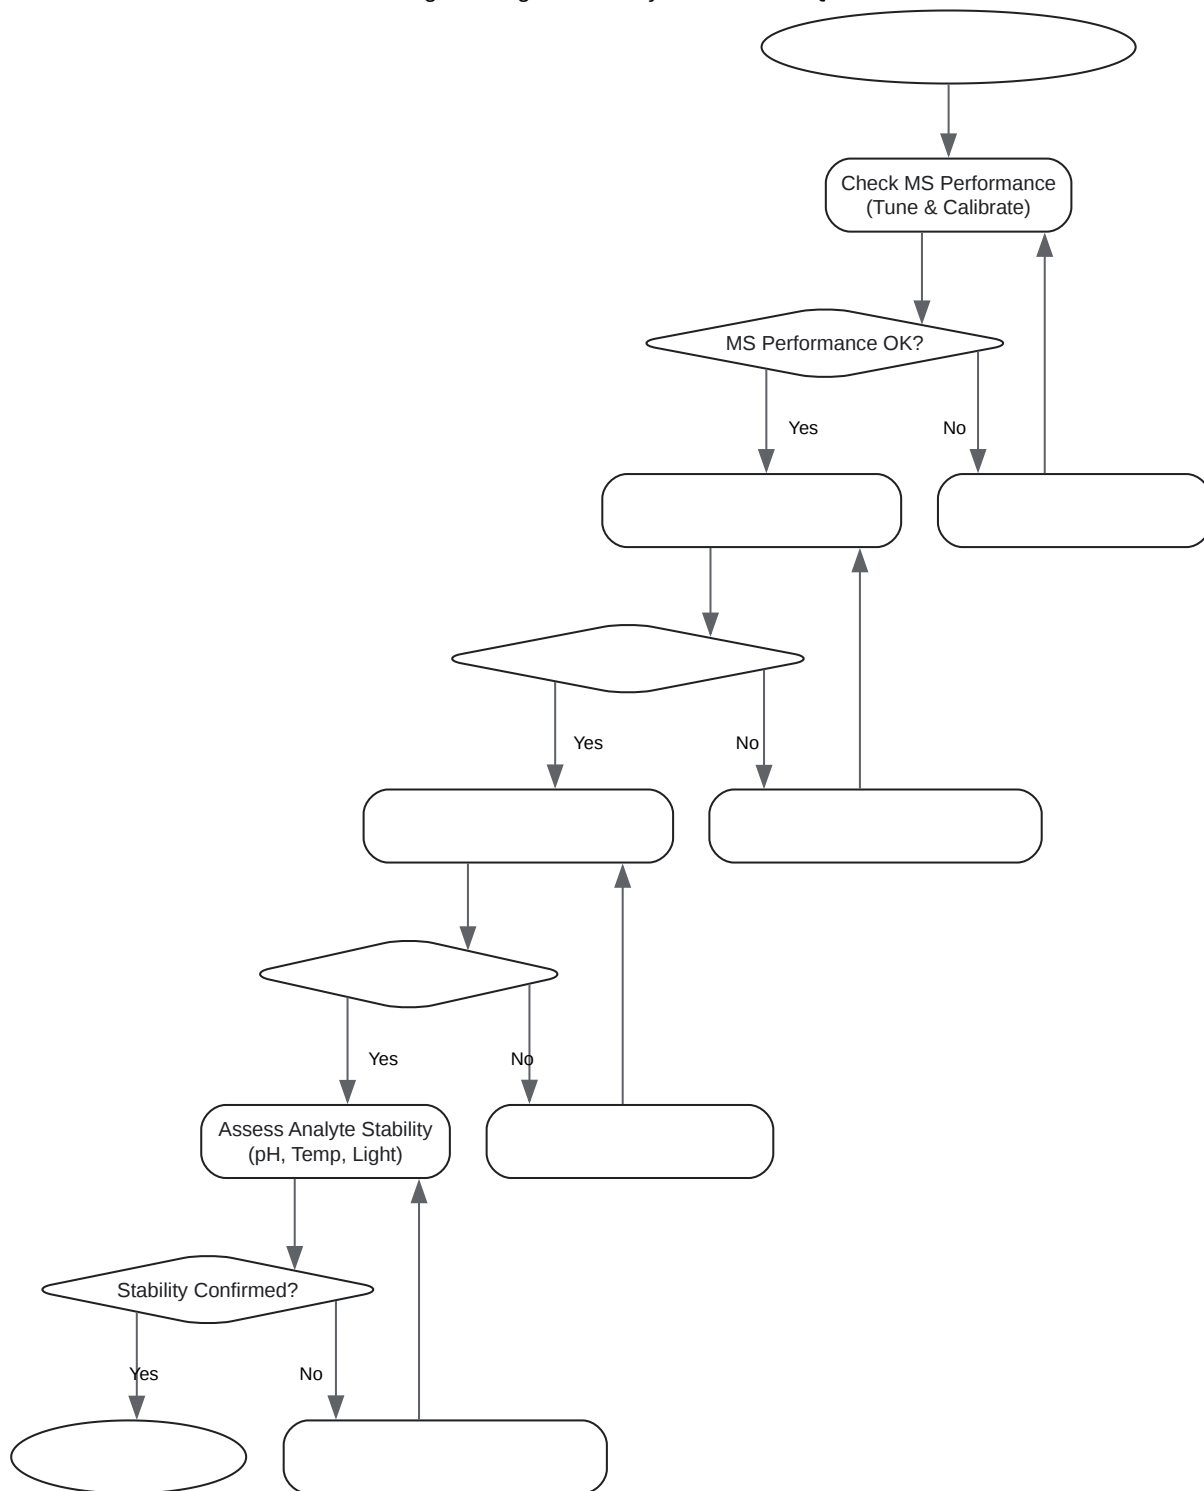 Check MS Performance
(Tune & Calibrate)
MS Performance OK?
Yes
No
Yes
No
Yes
No
Assess Analyte Stability
(pH, Temp, Light)
Stability Confirmed?
Yes
No